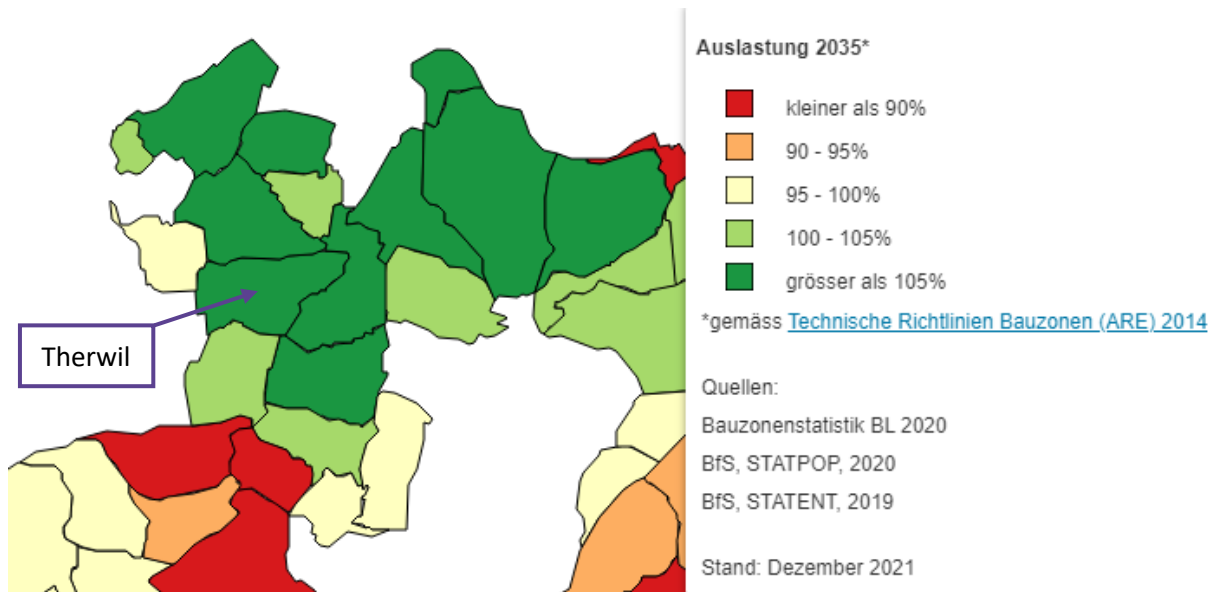 Auslastung 2035*
kleiner als 90%
90 - 95%
95 - 100%
100 - 105%
grösser als 105%
*gemäss Technische Richtlinien Bauzonen (ARE) 2014
Therwil
Quellen:
Bauzonenstatistik BL 2020
BfS, STATPOP, 2020
BfS, STATENT, 2019
Stand: Dezember 2021